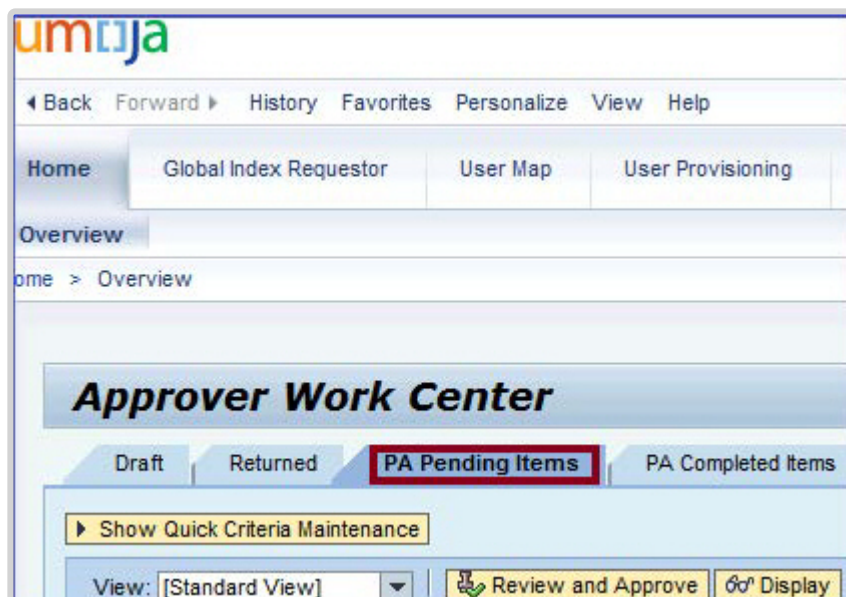 umoja
Back Forward History Favorites Personalize View Help
Home Global Index Requestor User Map User Provisioning
Overview
ome > Overview
Approver Work Center
Draft Returned PA Pending Items PA Completed Items
Show Quick Criteria Maintenance
View: [Standard View] Review and Approve Display